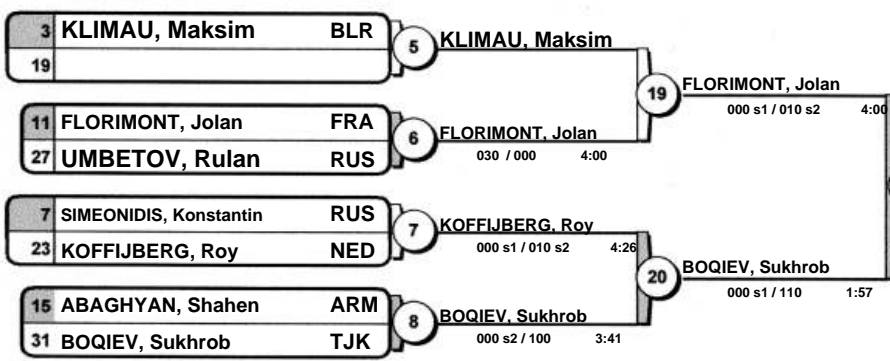 3 KLIMAU, Maksim BLR
19
5
KLIMAU, Maksim
11 FLORIMONT, Jolan FRA
27 UMBETOV, Rulan RUS
6
FLORIMONT, Jolan
030 / 000 4:00
19
FLORIMONT, Jolan
000 s1 / 010 s2 4:00
7 SIMEONIDIS, Konstantin RUS
23 KOFFIJBERG, Roy NED
7
KOFFIJBERG, Roy
000 s1 / 010 s2 4:26
15 ABAGHYAN, Shahen ARM
31 BOQIEV, Sukhrob TJK
8
BOQIEV, Sukhrob
000 s2 / 100 3:41
20
BOQIEV, Sukhrob
000 s1 / 110 1:57